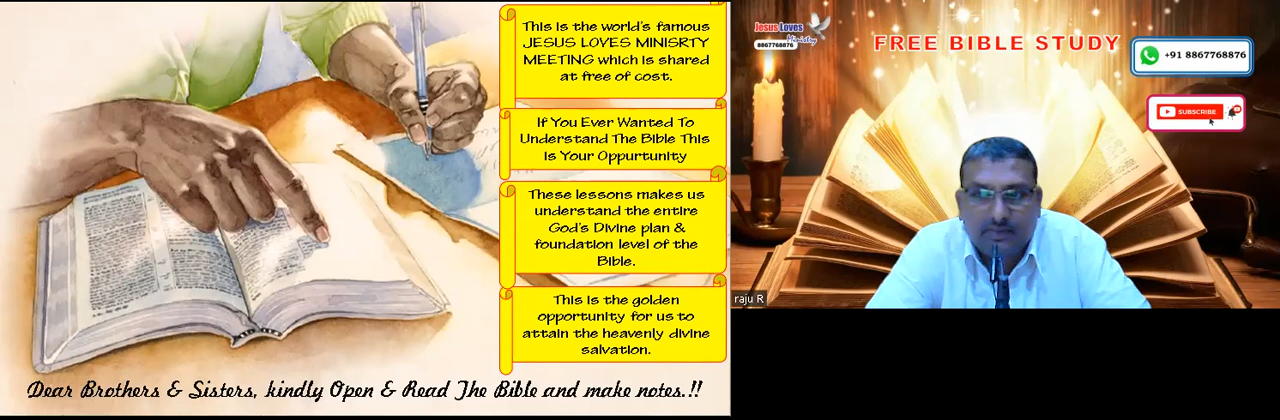 This is the world's famous
JESUS LOVES MINISRTY
MEETING which is shared
at free of cost.
If You Ever Wanted To
Understand The Bible This
is Your Oppurtunity
These lessons makes us
understand the entire
God's Divine plan &
foundation level of the
Bible.
This is the golden
opportunity for us to
attain the heavenly divine
salvation.
Dear Brothers & Sisters, kindly Open & Read The Bible and make notes.!!
Jesus Loves
Ministry
8867768876
FREE BIBLE STUDY
+91 8867768876
SUBSCRIBE
raju R